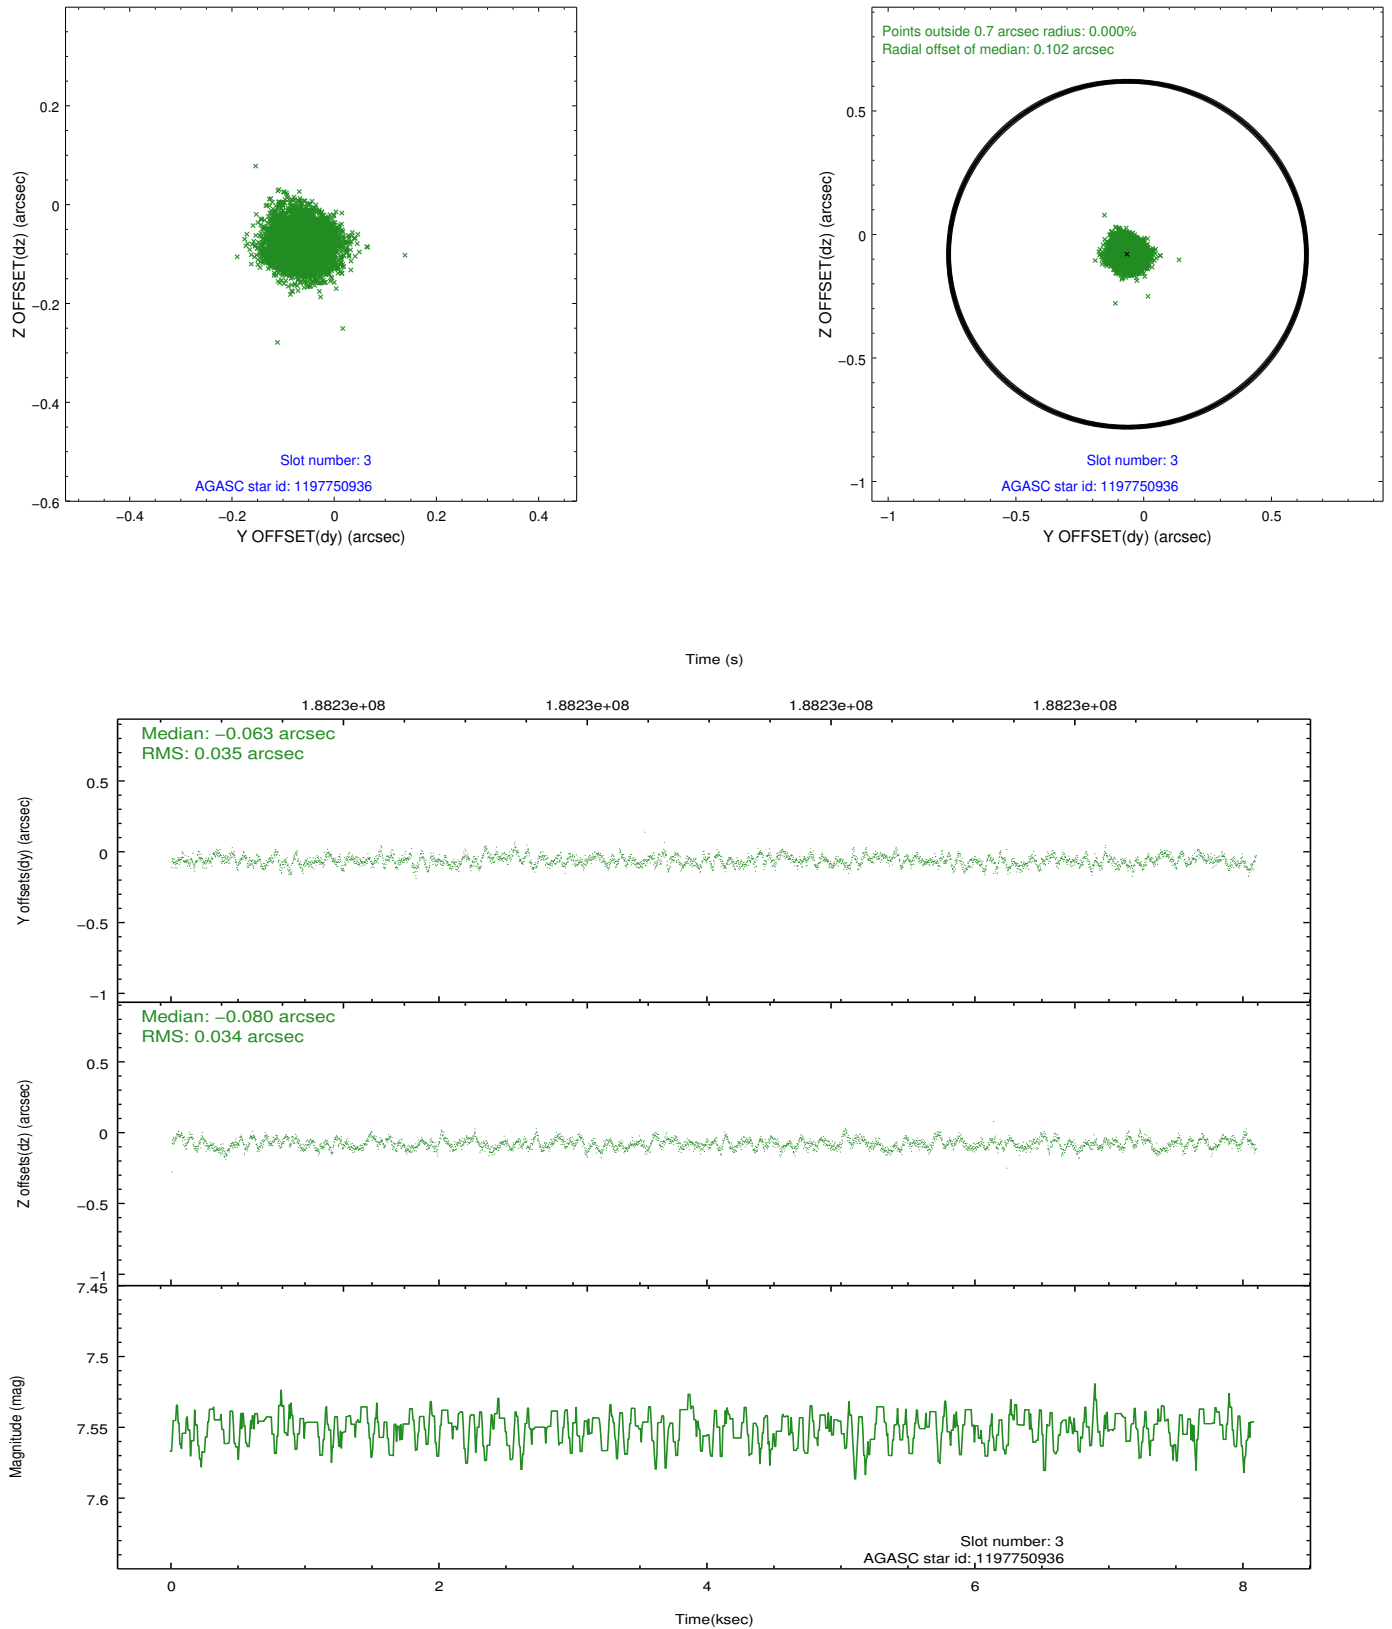 0.2
0
−0.2
−0.4
−0.6
Z OFFSET(dz) (arcsec)
Slot number: 3
AGASC star id: 1197750936
−0.4 −0.2 0 0.2 0.4
Y OFFSET(dy) (arcsec)
Points outside 0.7 arcsec radius: 0.000%
Radial offset of median: 0.102 arcsec
0.5
0
−0.5
−1
Z OFFSET(dz) (arcsec)
Slot number: 3
AGASC star id: 1197750936
−1 −0.5 0 0.5
Y OFFSET(dy) (arcsec)
Time (s)
1.8823e+08 1.8823e+08 1.8823e+08 1.8823e+08
Median: −0.063 arcsec
RMS: 0.035 arcsec
0.5
0
−0.5
−1
Y offsets(dy) (arcsec)
Median: −0.080 arcsec
RMS: 0.034 arcsec
0.5
0
−0.5
−1
Z offsets(dz) (arcsec)
7.45
7.5
7.55
7.6
Magnitude (mag)
Slot number: 3
AGASC star id: 1197750936
0 2 4 6 8
Time(ksec)